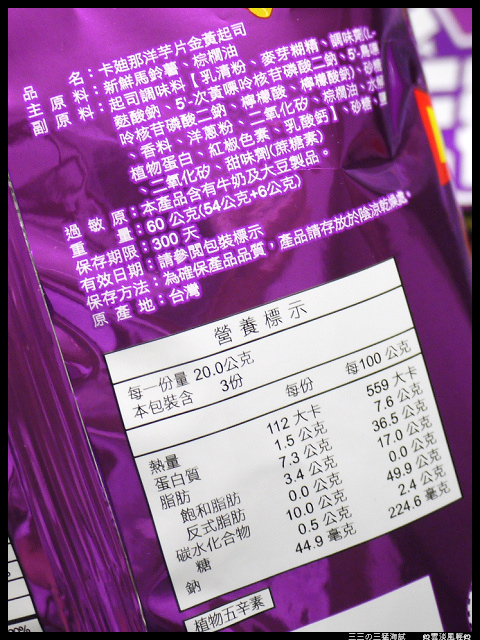 品名：卡迪那洋芋片金黃起司
主原料：新鮮馬鈴薯、棕櫚油
副原料：起司調味料【乳清粉、麥芽糊精、調味劑(L-
麩酸鈉、5'-次黃嘌呤核苷磷酸二鈉、5'-鳥嘌
呤核苷磷酸二鈉、檸檬酸、檸檬酸鈉)、砂糖
、香料、洋蔥粉、二氧化矽、棕櫚油、水解
植物蛋白、紅椒色素、乳酸鈣】、砂糖、鹽
、二氧化矽、甜味劑(蔗糖素)
過敏原：本產品含有牛奶及大豆製品。
重量：60 公克(54公克+6公克)
保存期限：300 天
有效日期：請參閱包裝標示
保存方法：為確保產品品質，產品請存放於陰涼乾燥處。
原產地：台灣
營養標示
每一份量 20.0公克
本包裝含 3份
每份 每100 公克
熱量 112 大卡 559 大卡
蛋白質 1.5 公克 7.6 公克
脂肪 7.3 公克 36.5 公克
飽和脂肪 3.4 公克 17.0 公克
反式脂肪 0.0 公克 0.0 公克
碳水化合物 10.0 公克 49.9 公克
糖 0.5 公克 2.4 公克
鈉 44.9 毫克 224.6 毫克
植物五辛素
三三の三猛海賊